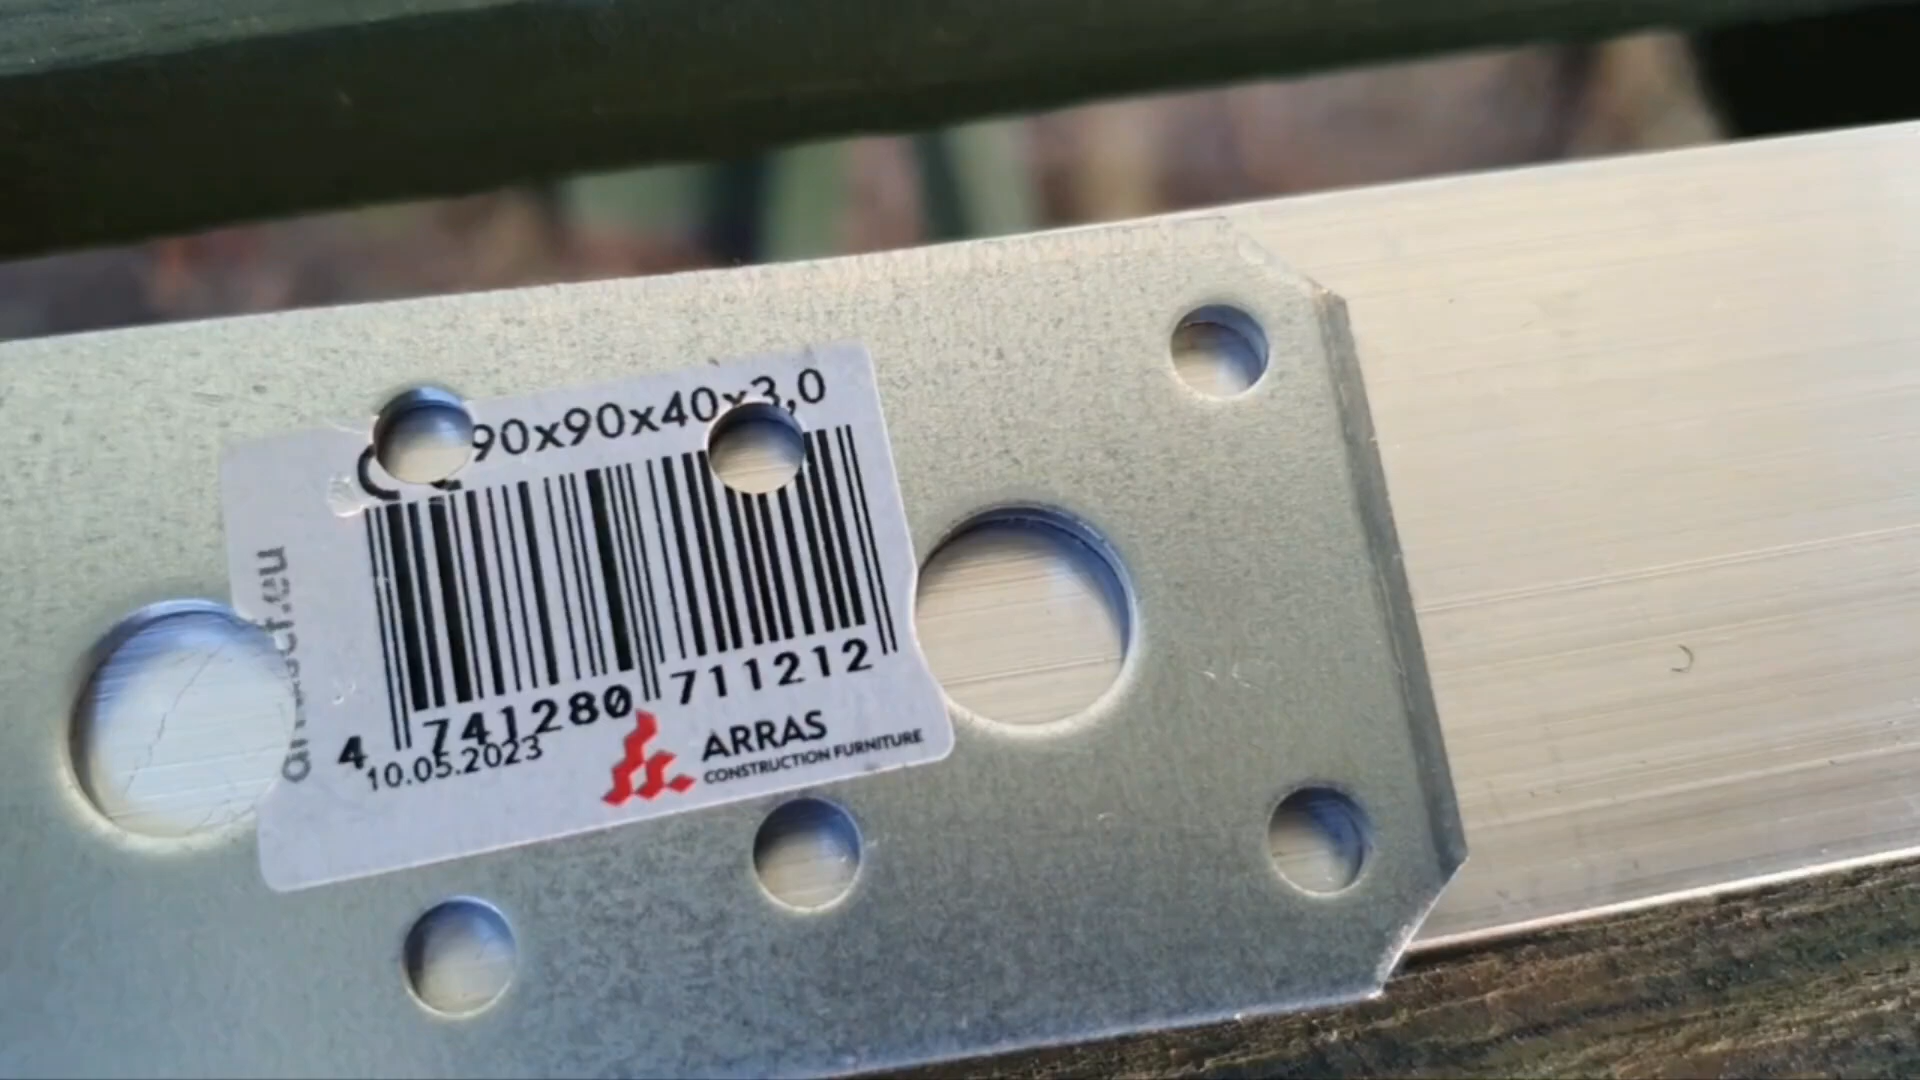 90x90x40x3,0
4 741280 711212
10.05.2023
ARRAS
CONSTRUCTION FURNITURE